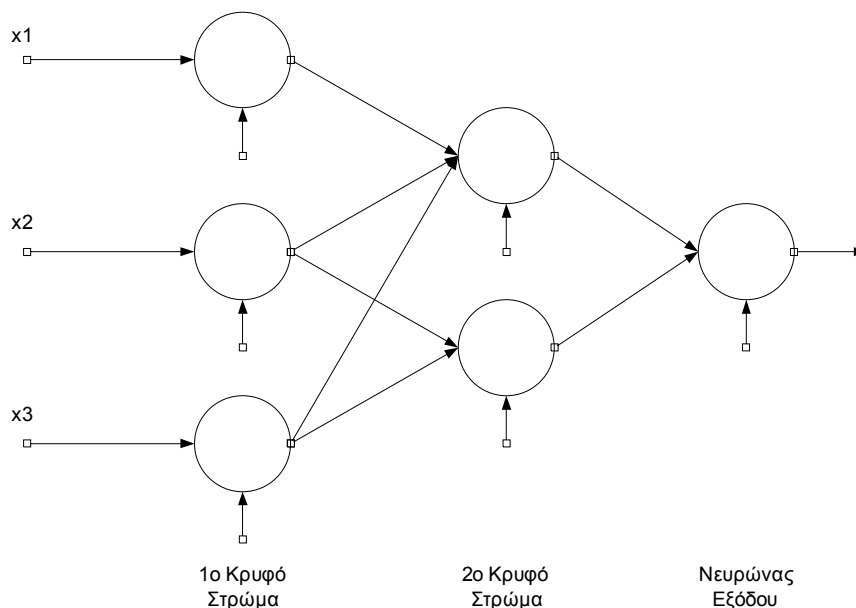 x1
x2
x3
1ο Κρυφό
Στρώμα
2ο Κρυφό
Στρώμα
Νευρώνας
Εξόδου